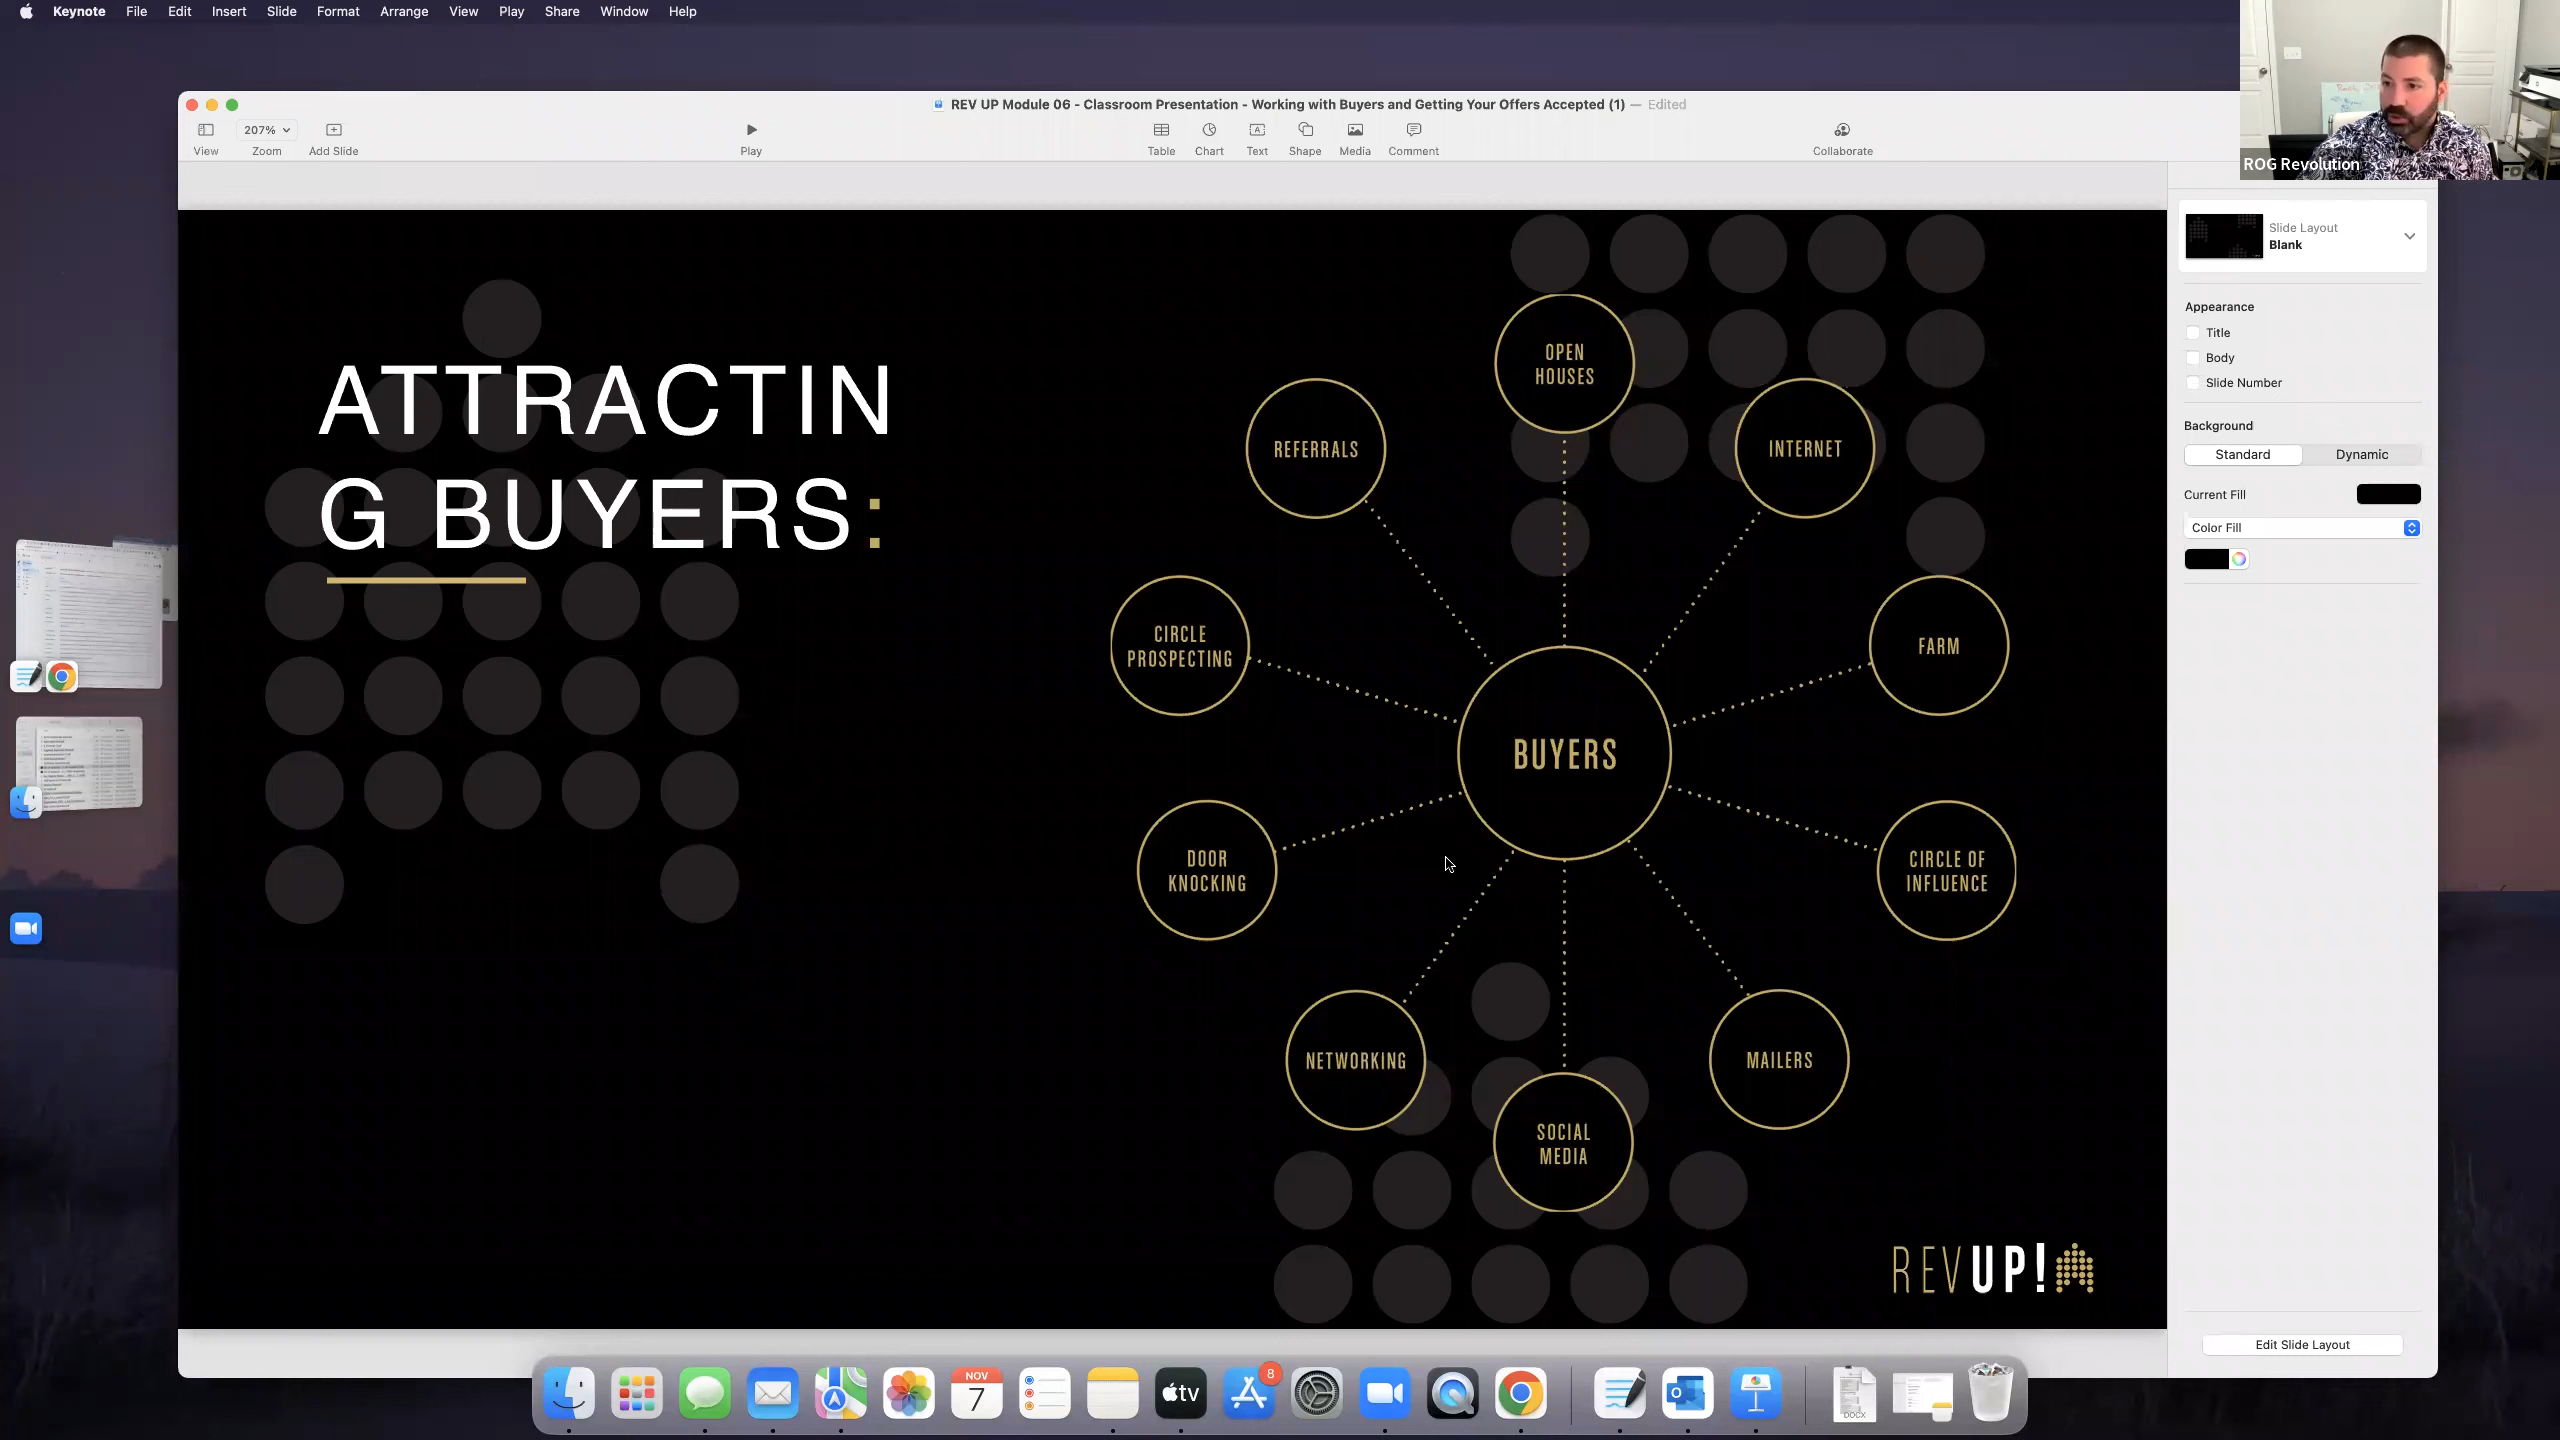 Keynote File Edit Insert Slide Format Arrange View Play Share Window Help
REV UP Module 06 - Classroom Presentation - Working with Buyers and Getting Your Offers Accepted (1) — Edited
207%
View Zoom Add Slide Play Table Chart Text Shape Media Comment Collaborate
ROG Revolution
ATTRACTIN
G BUYERS:
OPEN
HOUSES
REFERRALS
INTERNET
CIRCLE
PROSPECTING
FARM
BUYERS
DOOR
KNOCKING
CIRCLE OF
INFLUENCE
NETWORKING
MAILERS
SOCIAL
MEDIA
REVUP!
Slide Layout
Blank
Appearance
Title
Body
Slide Number
Background
Standard Dynamic
Current Fill
Color Fill
Edit Slide Layout
NOV
7
tv
8
DOCX